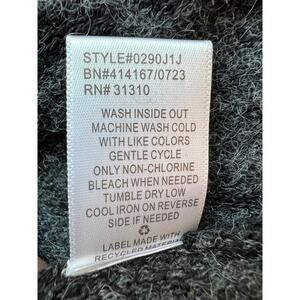 STYLE#0290J1J
BN#414167/0723
RN# 31310
WASH INSIDE OUT
MACHINE WASH COLD
WITH LIKE COLORS
GENTLE CYCLE
ONLY NON-CHLORINE
BLEACH WHEN NEEDED
TUMBLE DRY LOW
COOL IRON ON REVERSE
SIDE IF NEEDED
LABEL MADE WITH
RECYCLED MATERIAL